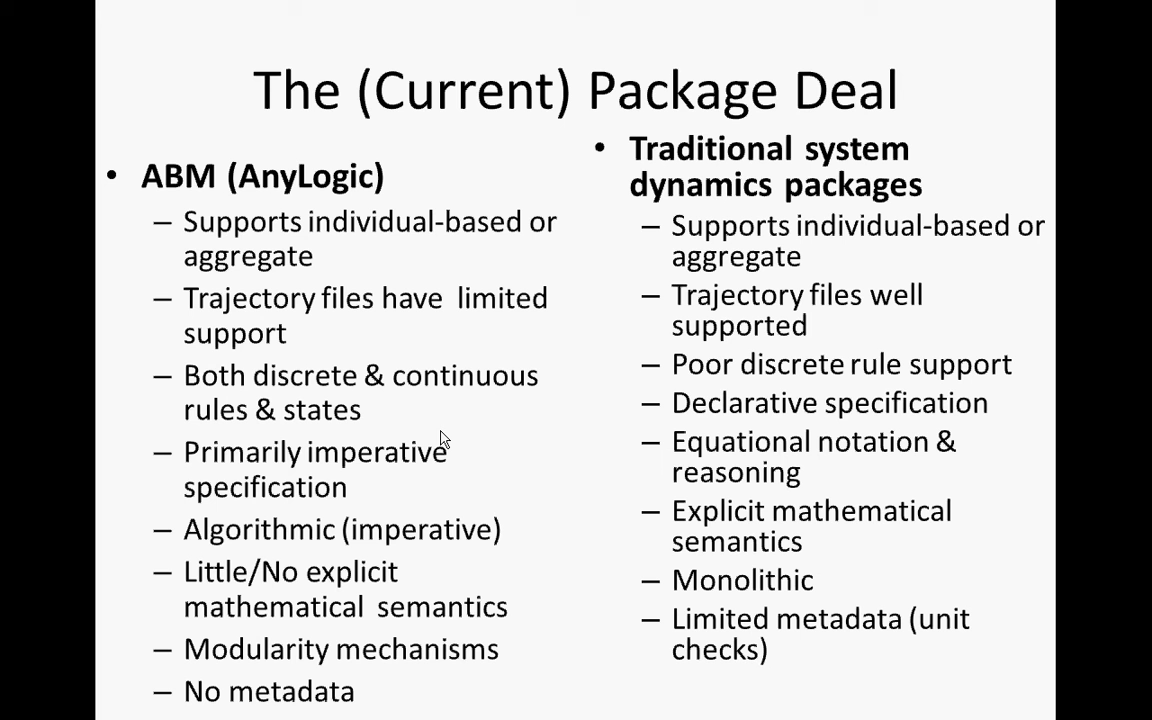 The (Current) Package Deal
• ABM (AnyLogic)
– Supports individual-based or
aggregate
– Trajectory files have limited
support
– Both discrete & continuous
rules & states
– Primarily imperative
specification
– Algorithmic (imperative)
– Little/No explicit
mathematical semantics
– Modularity mechanisms
– No metadata
• Traditional system
dynamics packages
– Supports individual-based or
aggregate
– Trajectory files well
supported
– Poor discrete rule support
– Declarative specification
– Equational notation &
reasoning
– Explicit mathematical
semantics
– Monolithic
– Limited metadata (unit
checks)